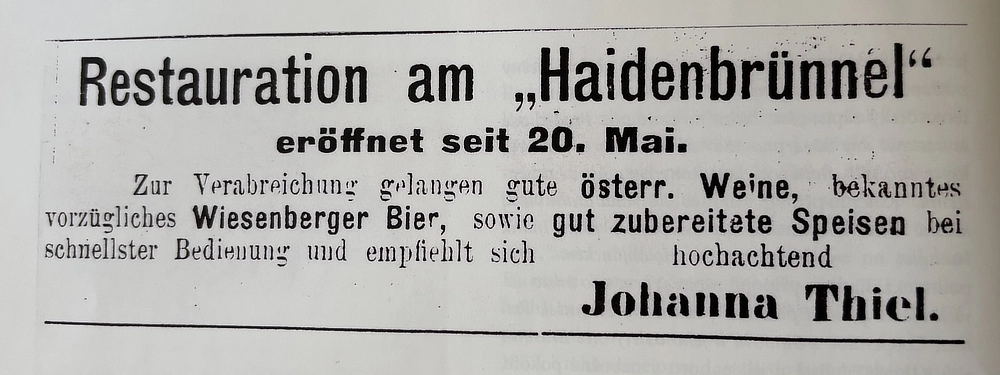 Restauration am „Haidenbrünnel“
eröffnet seit 20. Mai.
Zur Verabreichung gelangen gute österr. Weine, bekanntes
vorzügliches Wiesenberger Bier, sowie gut zubereitete Speisen bei
schnellster Bedienung und empfiehlt sich hochachtend
Johanna Thiel.